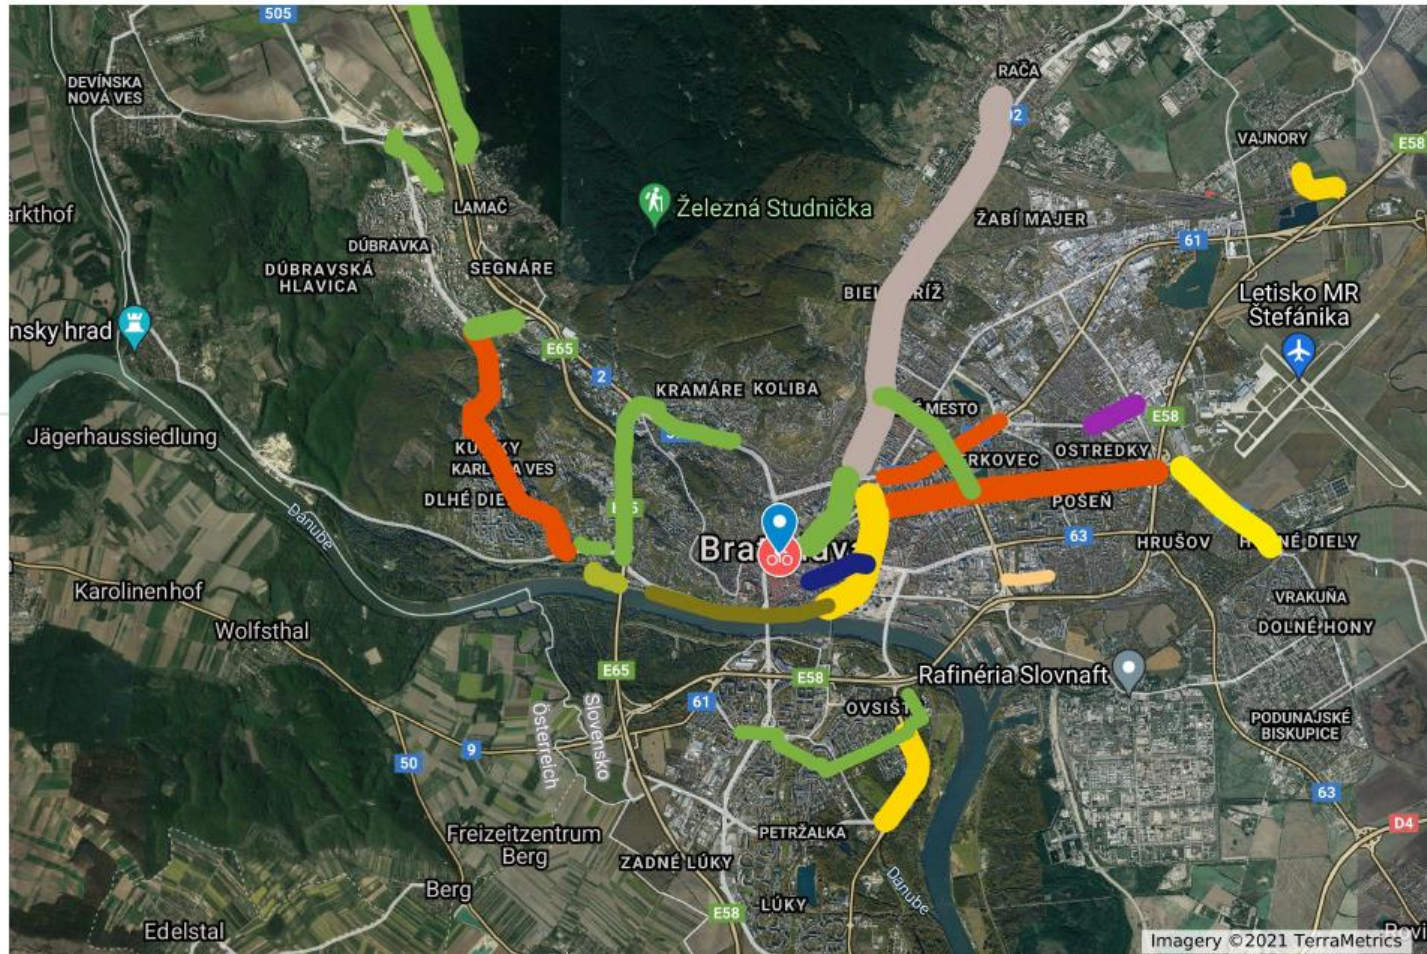 505
DEVÍNSKA
NOVÁ VES
RAČA
VAJNORY
E58
LAMAČ
Železná Studnička
ŽABÍ MAJER
arkthof
DÚBRAVKA
61
DÚBRAVSKÁ
HLAVICA
SEGNÁRE
Letisko MR
Štefánika
nsky hrad
E65
2
KRAMÁRE
KOLIBA
MESTO
E58
Jägerhaussiedlung
OSTREDKY
KARL
VES
DLHÉ DIE
POŠEŇ
Danube
63
HRUŠOV
DIELY
Karolinenhof
VRAKUŇA
DOLNÉ HONY
Wolfsthal
E65
E58
Rafinéria Slovnaft
61
OVSIŠT
Slovensko
Österreich
PODUNAJSKÉ
BISKUPICE
9
50
63
PETRŽALKA
D4
Freizeitzentrum
Berg
ZADNÉ LÚKY
Danube
Berg
LÚKY
E58
Edelstal
Imagery ©2021 TerraMetrics